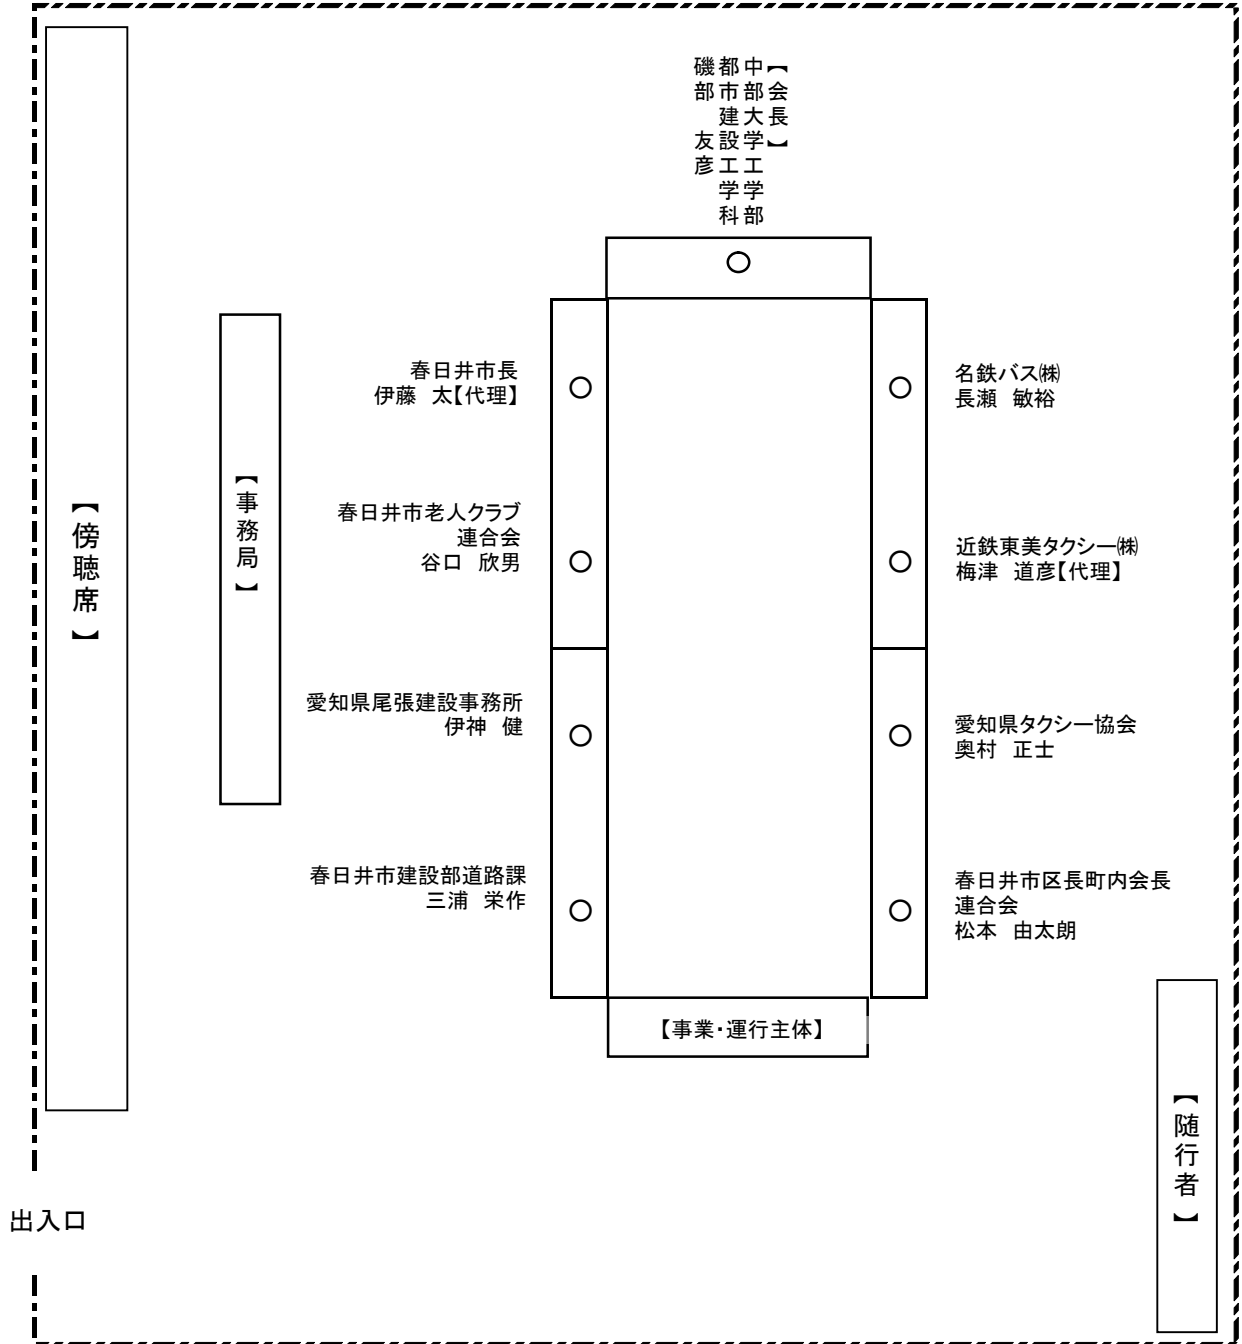 【会長】
中部大学工学部
都市建設工学科
磯部　友彦
春日井市長
伊藤　太【代理】
名鉄バス㈱
長瀬　敏裕
春日井市老人クラブ
連合会
谷口　欣男
近鉄東美タクシー㈱
梅津　道彦【代理】
【事務局】
【傍聴席】
愛知県尾張建設事務所
伊神　健
愛知県タクシー協会
奥村　正士
春日井市建設部道路課
三浦　栄作
春日井市区長町内会長
連合会
松本　由太朗
【事業・運行主体】
【随行者】
出入口